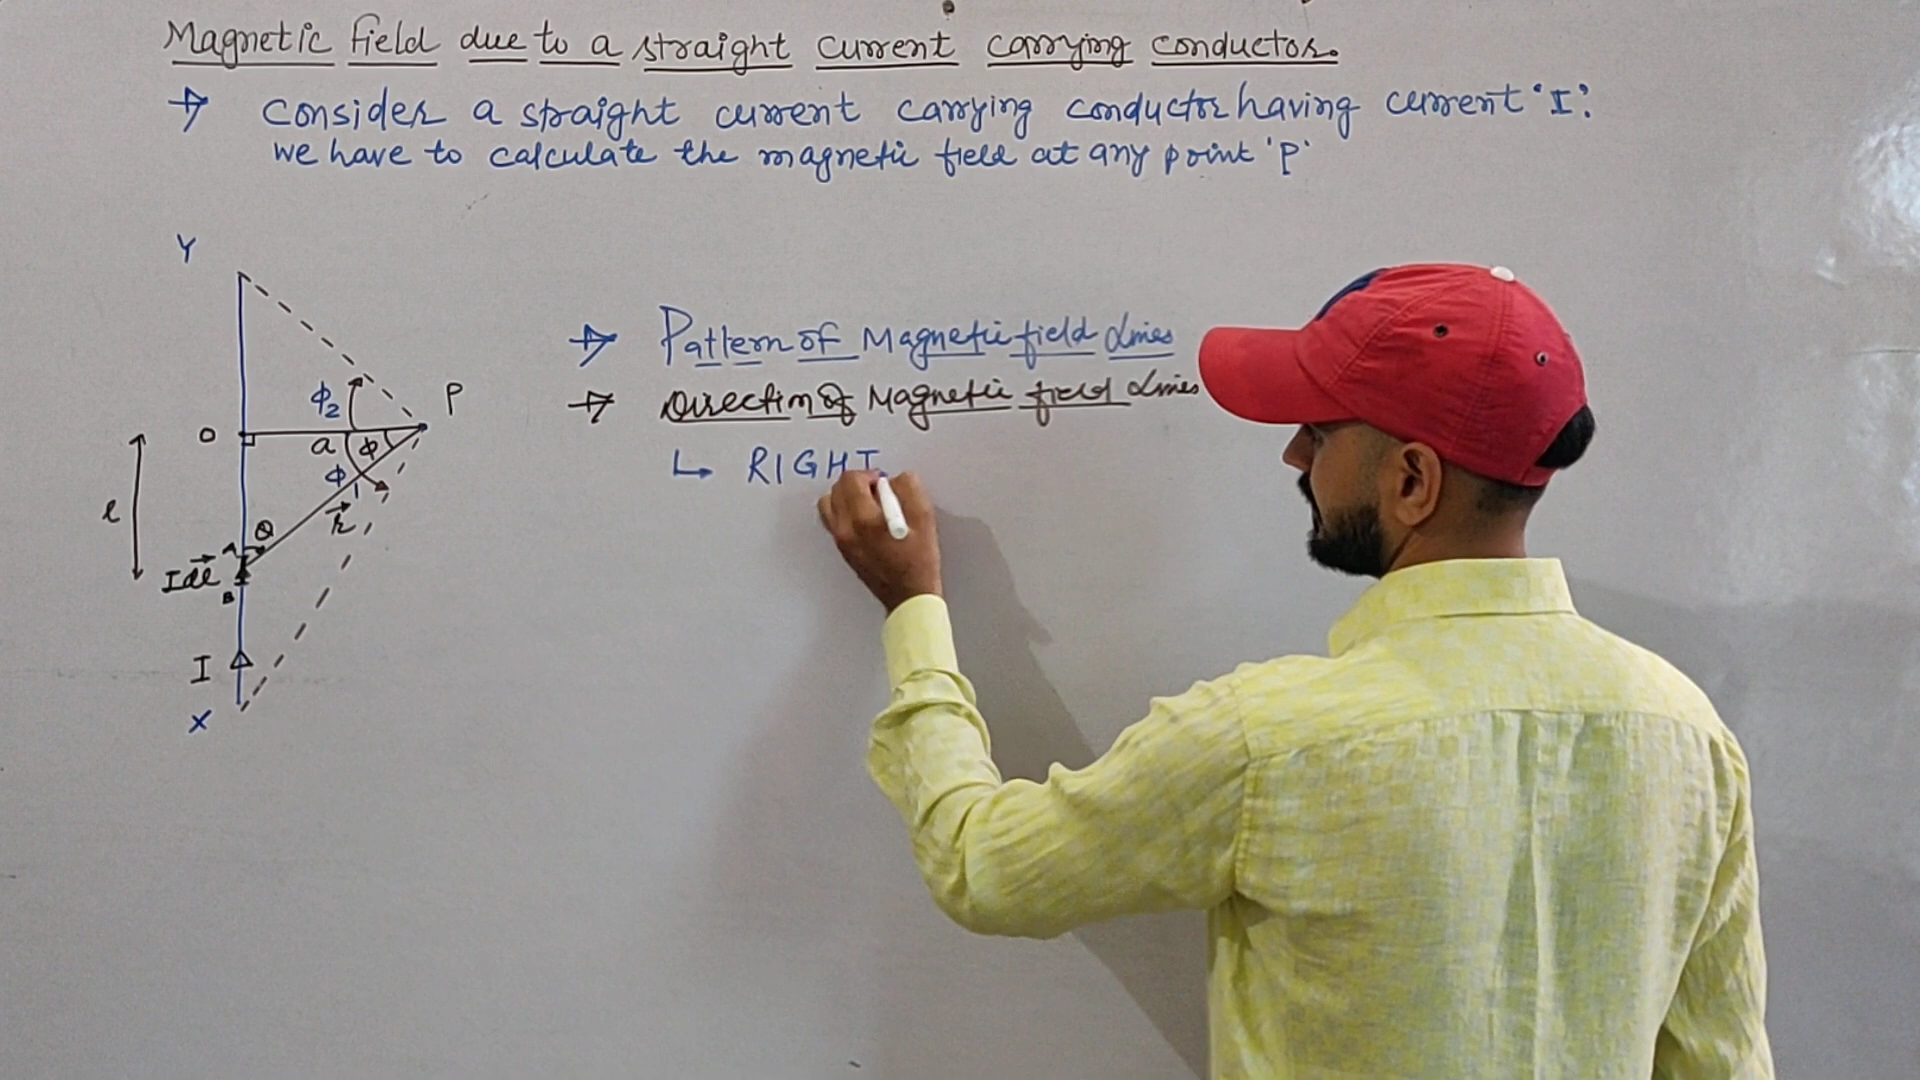 Magnetic field due to a straight current carrying conductor.
→ Consider a straight current carrying conductor having current 'I'.
we have to calculate the magnetic field at any point 'P'
Y
→ Pattern of Magnetic field Lines
ϕ2
P
→ Direction of Magnetic field Lines
O
a
ϕ
↳ RIGHT
ϕ1
l
r
θ
A
Idl
B
I
X